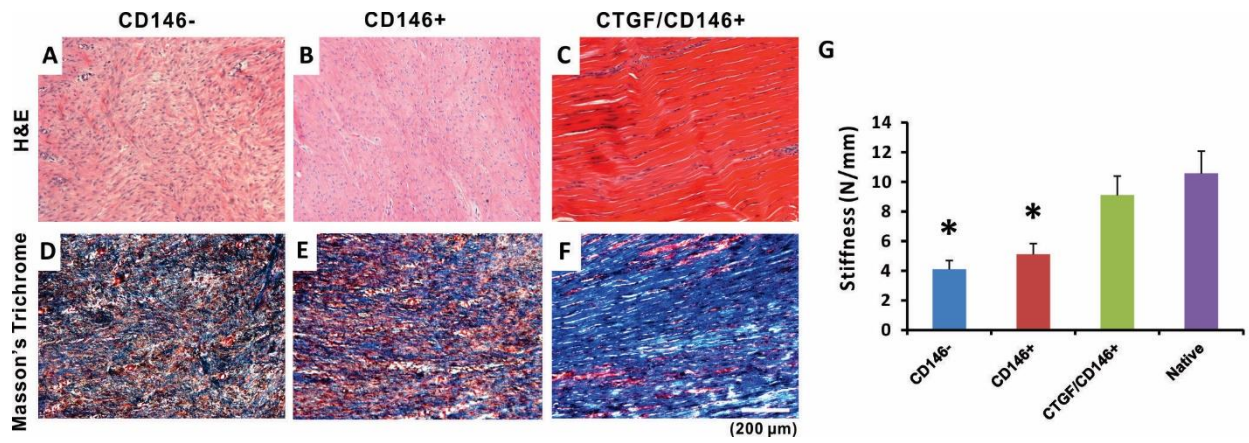 CD146-
CD146+
CTGF/CD146+
H&E
A
B
C
Masson's Trichrome
D
E
F
(200 µm)
G
Stiffness (N/mm)
14
12
10
8
6
4
2
0
*
*
CD146-
CD146+
CTGF/CD146+
Native